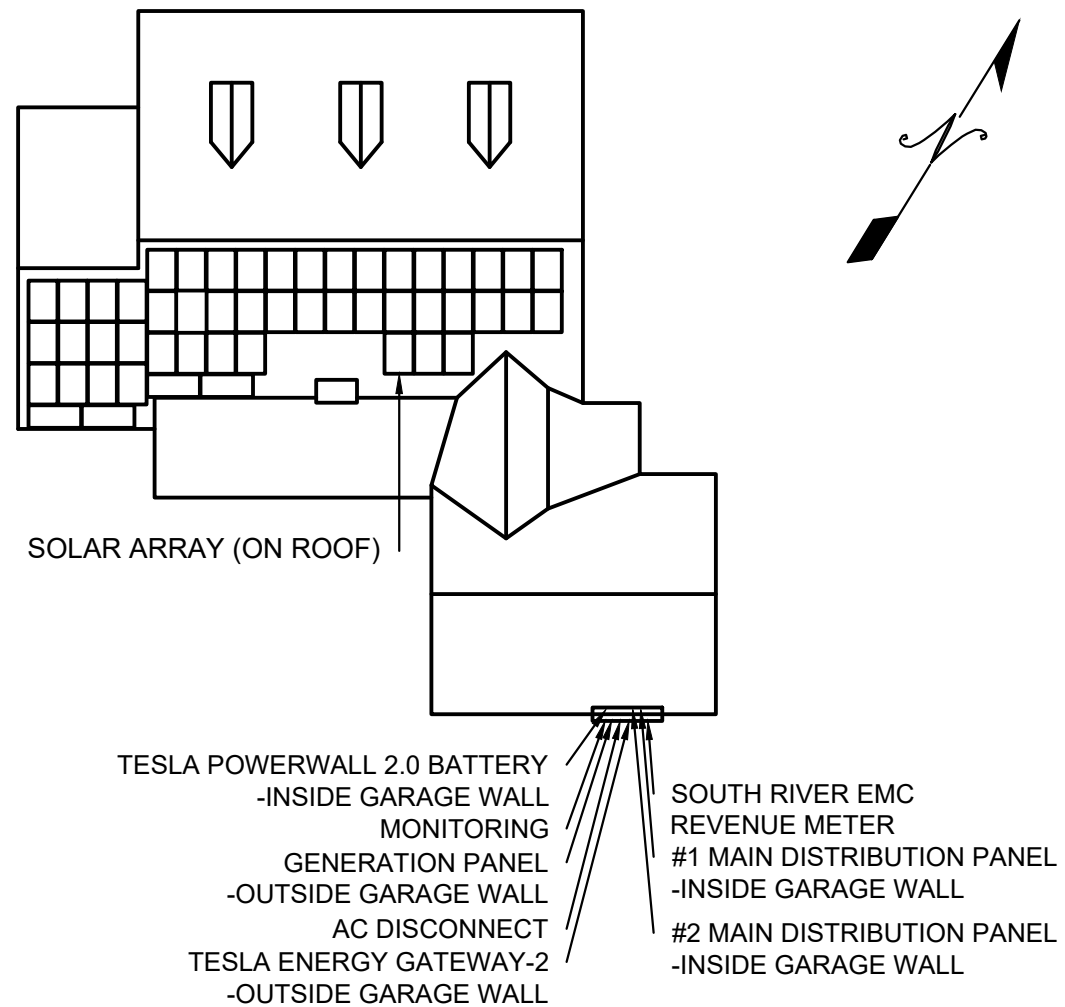 SOLAR ARRAY (ON ROOF)
TESLA POWERWALL 2.0 BATTERY
-INSIDE GARAGE WALL
MONITORING
GENERATION PANEL
-OUTSIDE GARAGE WALL
AC DISCONNECT
TESLA ENERGY GATEWAY-2
-OUTSIDE GARAGE WALL
SOUTH RIVER EMC
REVENUE METER
#1 MAIN DISTRIBUTION PANEL
-INSIDE GARAGE WALL
#2 MAIN DISTRIBUTION PANEL
-INSIDE GARAGE WALL
N